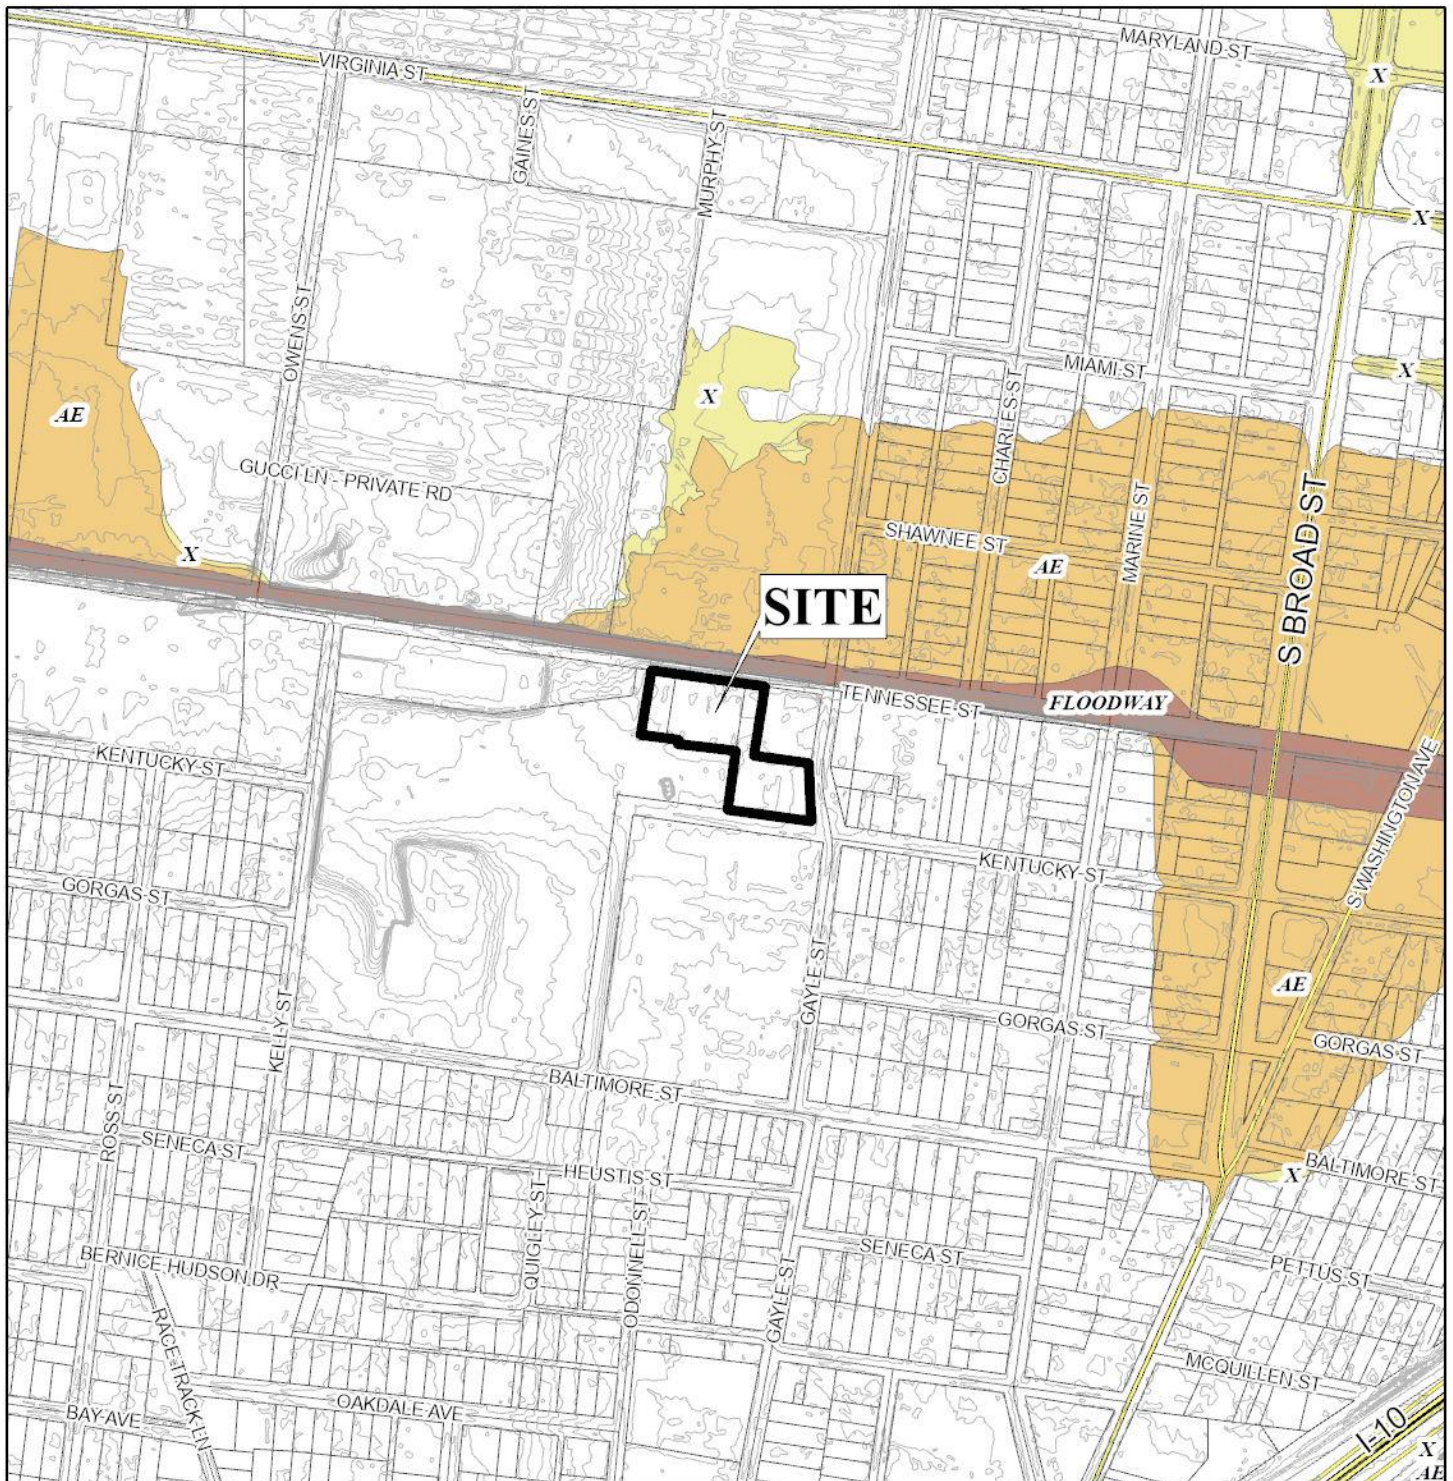 MARYLAND ST
VIRGINIA ST
X
GAINES ST
MURPHY ST
X
OWENS ST
MIAMI ST
X
CHARLES ST
X
AE
GUCCI LN - PRIVATE RD
SHAWNEE ST
MARINE ST
S BROAD ST
X
AE
SITE
TENNESSEE ST
FLOODWAY
KENTUCKY ST
S WASHINGTON AVE
KENTUCKY ST
GORGAS ST
GAYLE ST
AE
KELLY ST
GORGAS ST
GORGAS ST
BALTIMORE ST
ROSS ST
SENECA ST
HEUSTIS ST
BALTIMORE ST
X
QUIGLEY ST
ODONNELL ST
SENECA ST
BERNICE HUDSON DR
GAYLE ST
PETTUS ST
RACE TRACK LN
MCQUILLEN ST
OAKDALE AVE
BAY AVE
I-10
X
AE